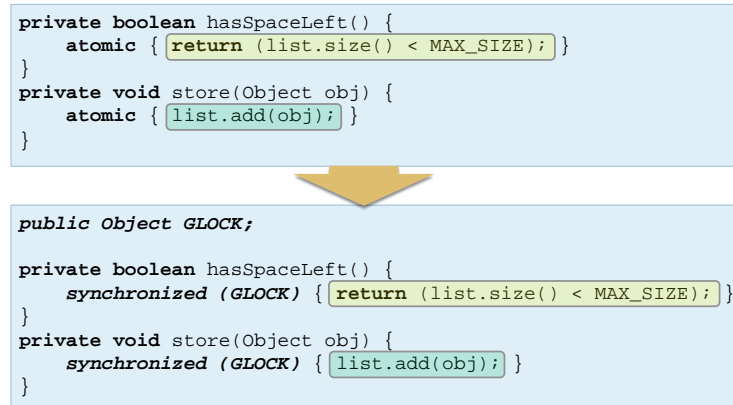 private boolean hasSpaceLeft() {
    atomic { return (list.size() < MAX_SIZE); }
}
private void store(Object obj) {
    atomic { list.add(obj); }
}
public Object GLOCK;
private boolean hasSpaceLeft() {
    synchronized (GLOCK) { return (list.size() < MAX_SIZE); }
}
private void store(Object obj) {
    synchronized (GLOCK) { list.add(obj); }
}